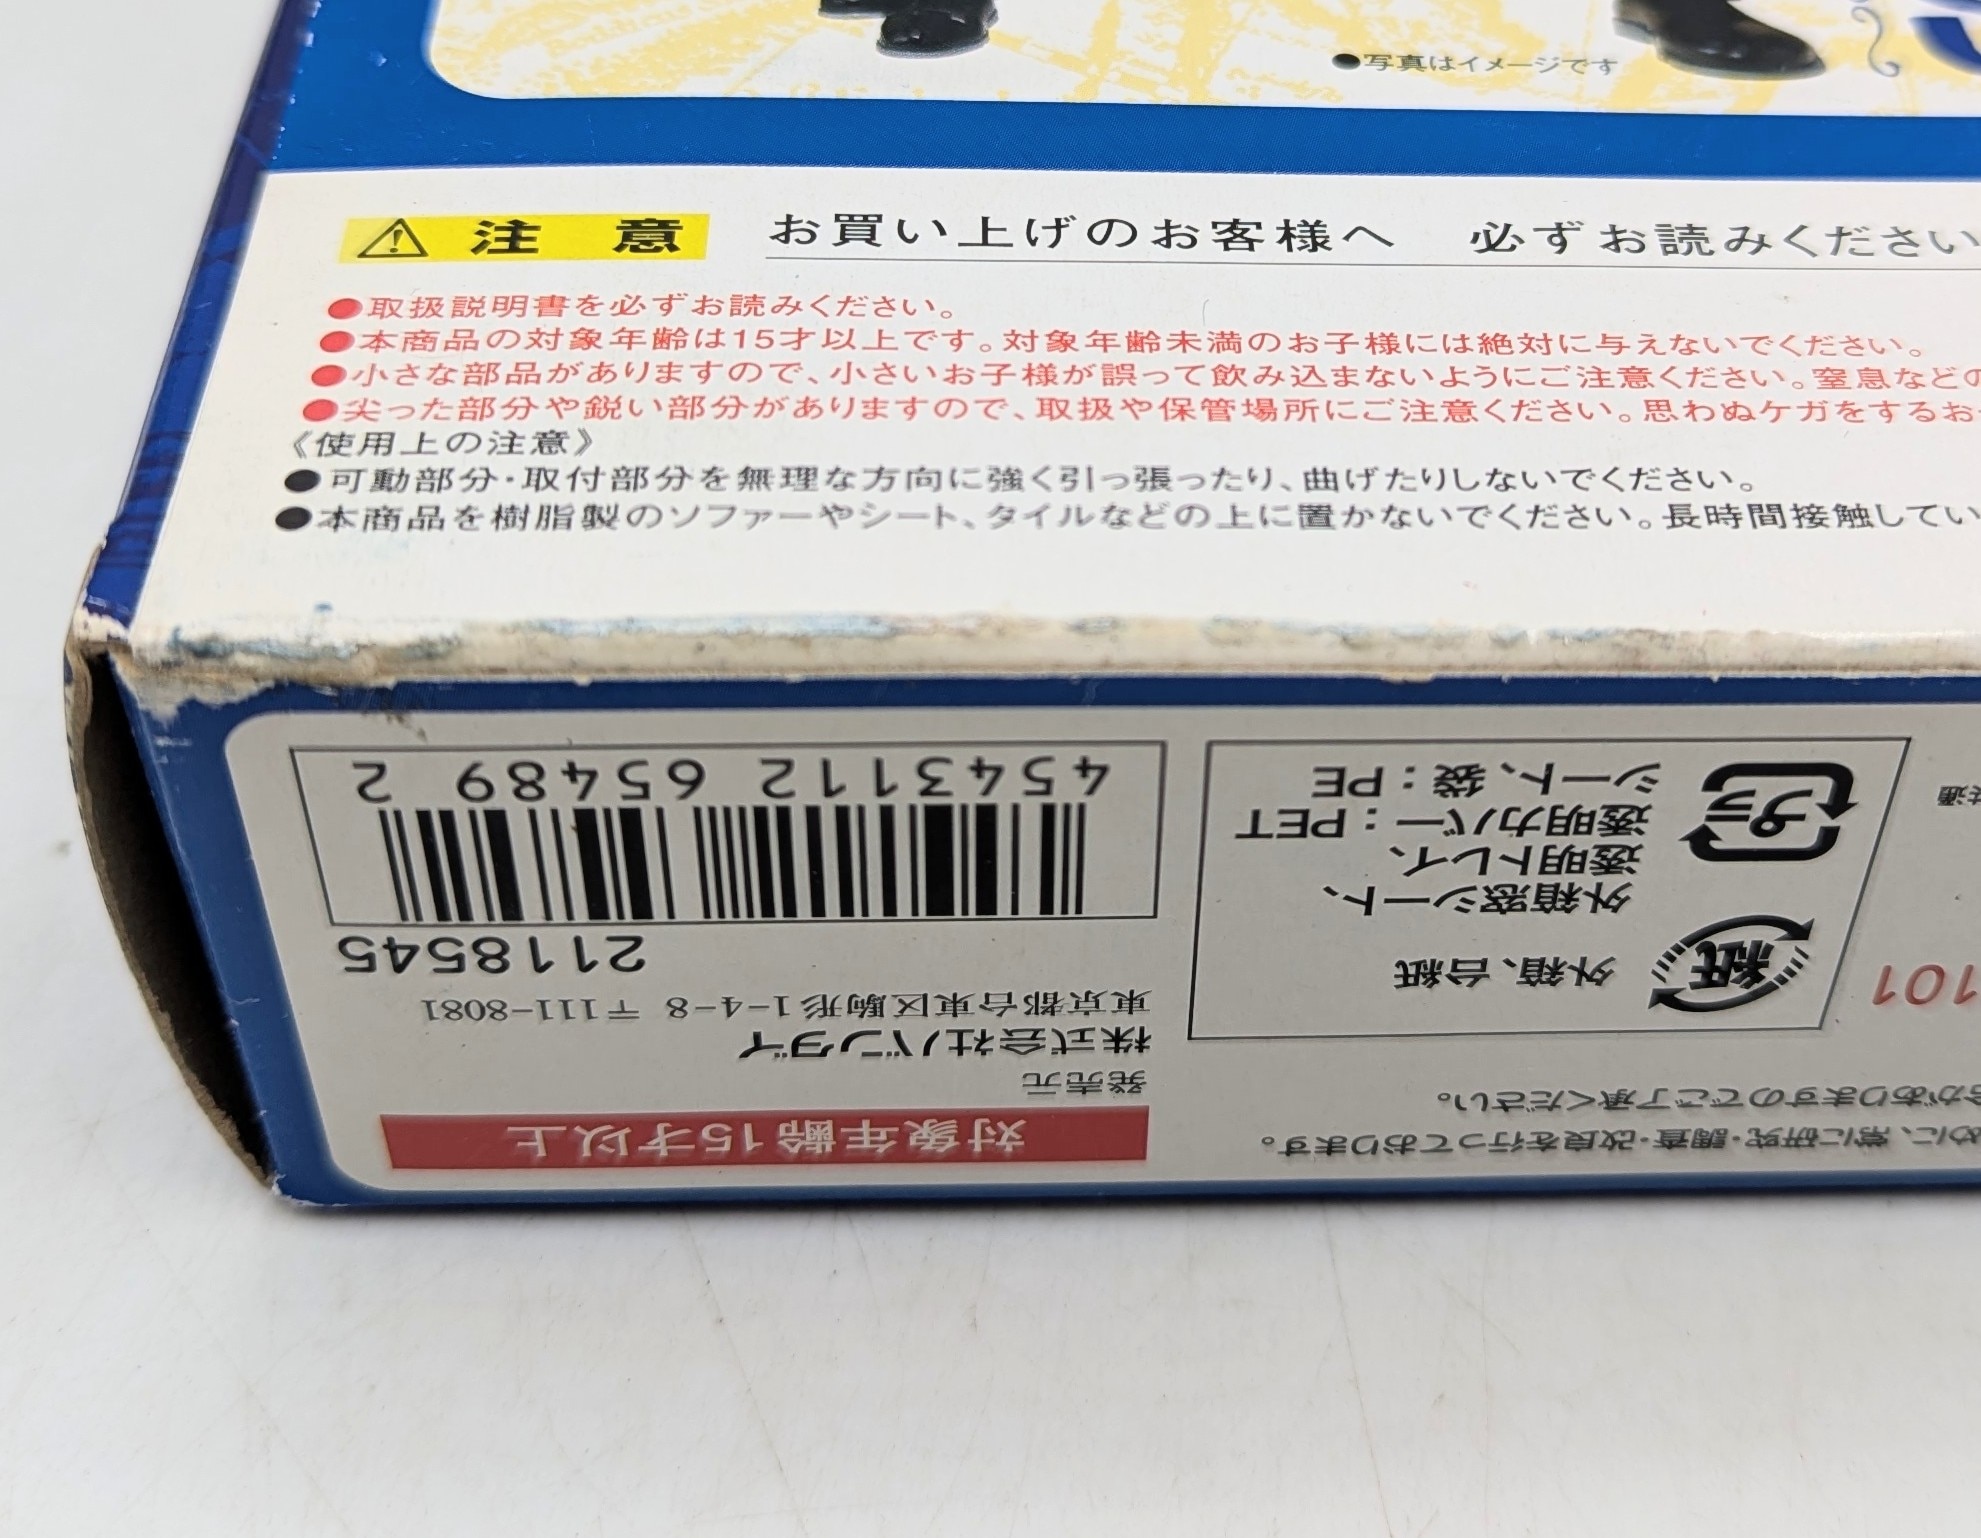 ●写真はイメージです
注意 お買い上げのお客様へ 必ずお読みください
●取扱説明書を必ずお読みください。
●本商品の対象年齢は15才以上です。対象年齢未満のお子様には絶対に与えないでください。
●小さな部品がありますので、小さいお子様が誤って飲み込まないようにご注意ください。窒息などの
●尖った部分や鋭い部分がありますので、取扱や保管場所にご注意ください。思わぬケガをするお
《使用上の注意》
●可動部分・取付部分を無理な方向に強く引っ張ったり、曲げたりしないでください。
●本商品を樹脂製のソファーやシート、タイルなどの上に置かないでください。長時間接触してい
めに、常に研究・調査・改良を行っております。
合がありますのでご了承ください。
101
紙 外箱、台紙
プラ 外箱窓シート、
透明トレイ、
透明カバー：PET
シート、袋：PE
対象年齢15才以上
発売元
株式会社バンダイ
東京都台東区駒形1-4-8 〒111-8081
2118545
4543112 65489 2